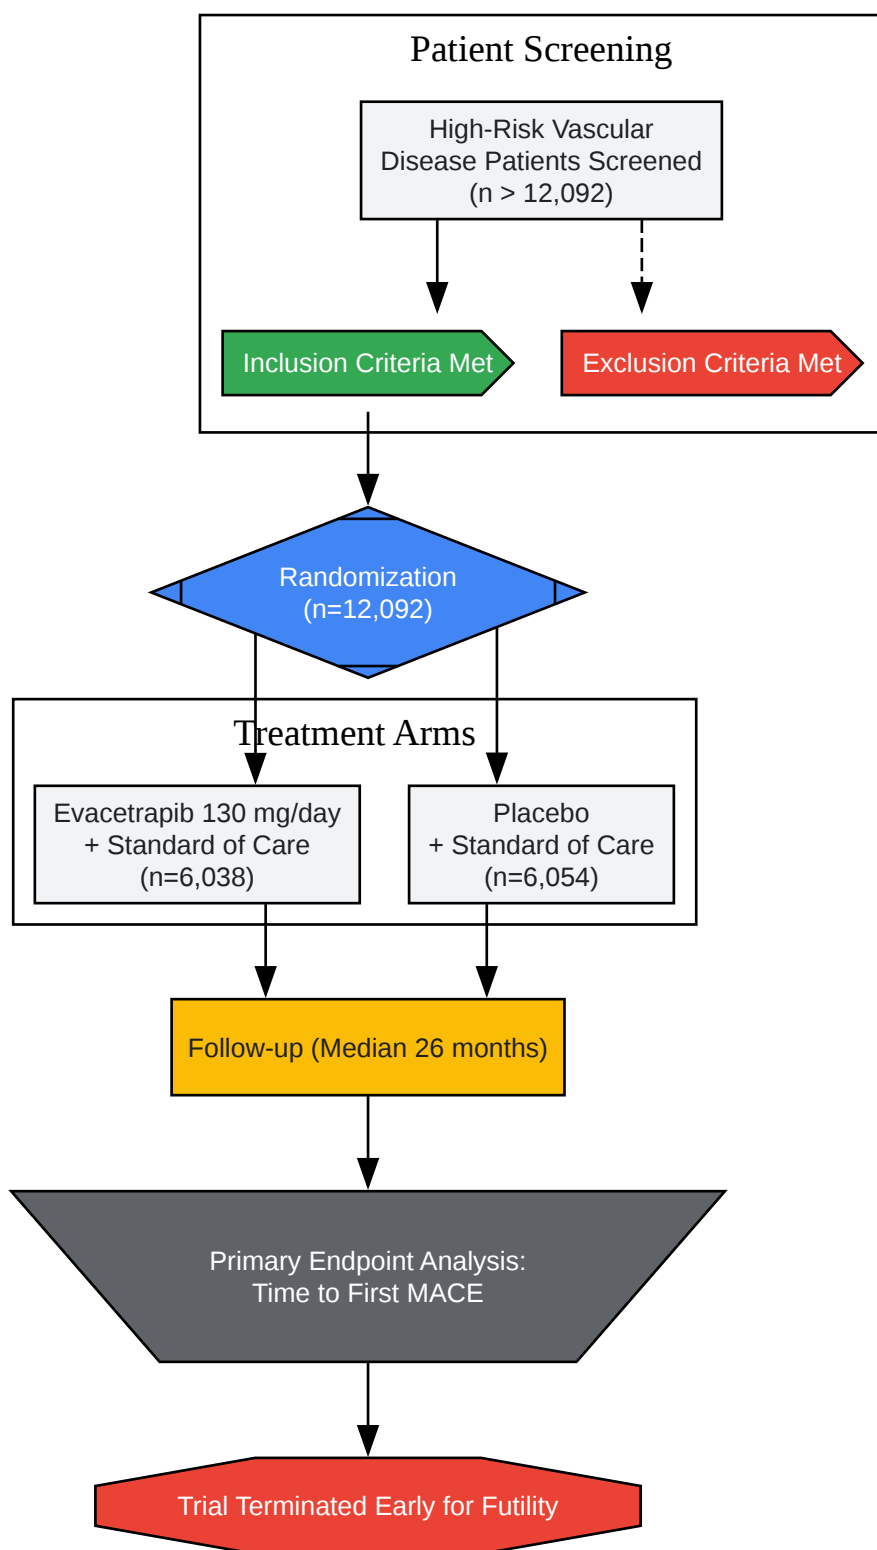 Patient Screening
High-Risk Vascular
Disease Patients Screened
(n > 12,092)
Inclusion Criteria Met
Exclusion Criteria Met
Randomization
(n=12,092)
Treatment Arms
Evacetrapib 130 mg/day
+ Standard of Care
(n=6,038)
Placebo
+ Standard of Care
(n=6,054)
Follow-up (Median 26 months)
Primary Endpoint Analysis:
Time to First MACE
Trial Terminated Early for Futility